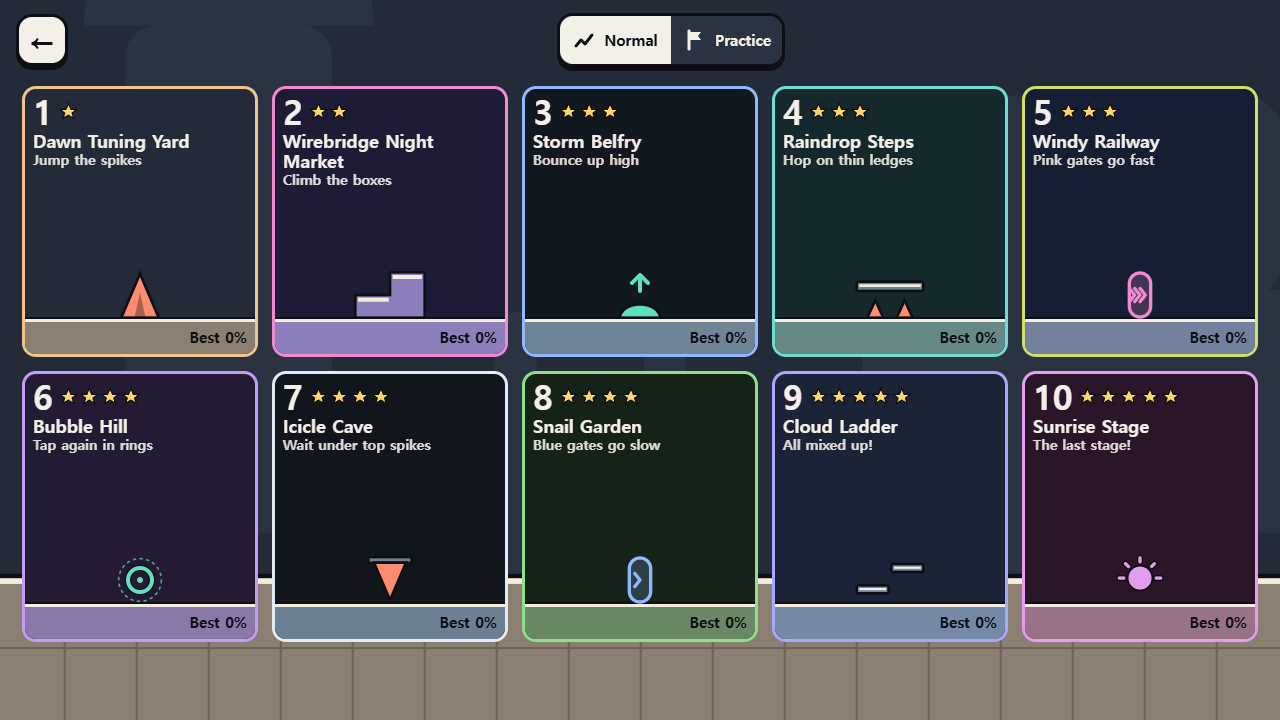 Normal
Practice
1
Dawn Tuning Yard
Jump the spikes
Best 0%
2
Wirebridge Night
Market
Climb the boxes
Best 0%
3
Storm Belfry
Bounce up high
Best 0%
4
Raindrop Steps
Hop on thin ledges
Best 0%
5
Windy Railway
Pink gates go fast
Best 0%
6
Bubble Hill
Tap again in rings
Best 0%
7
Icicle Cave
Wait under top spikes
Best 0%
8
Snail Garden
Blue gates go slow
Best 0%
9
Cloud Ladder
All mixed up!
Best 0%
10
Sunrise Stage
The last stage!
Best 0%